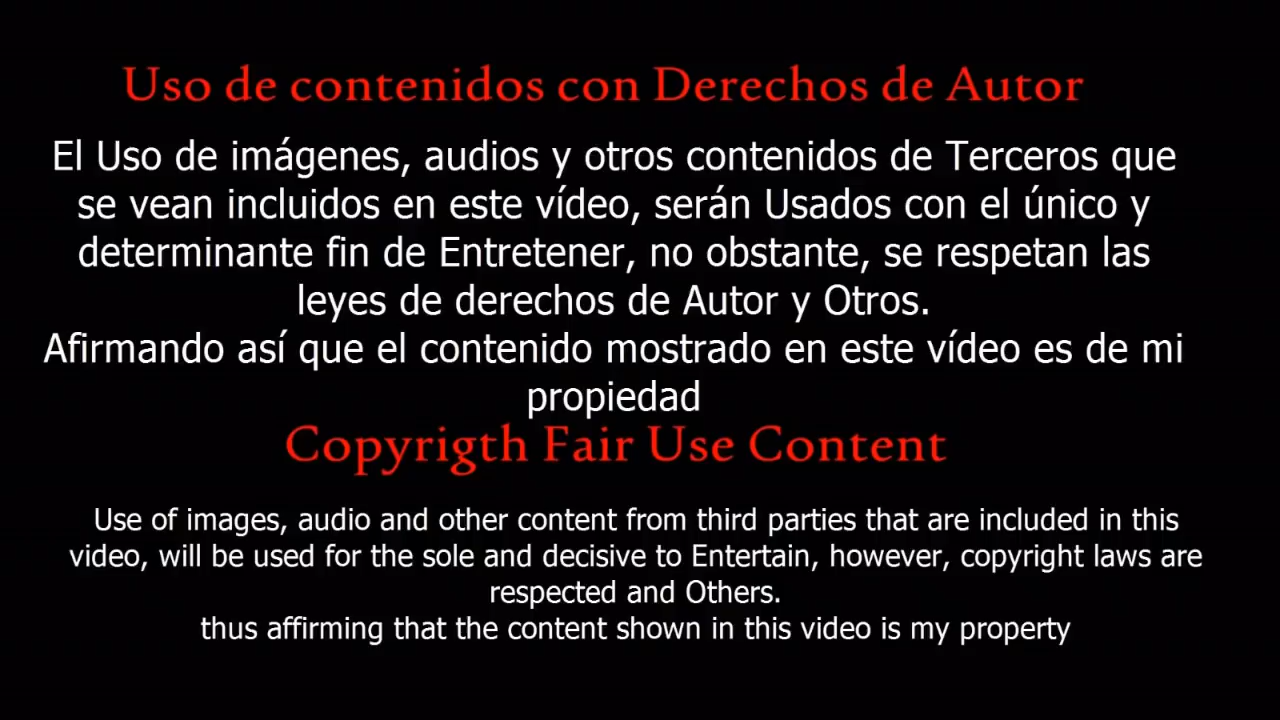 Uso de contenidos con Derechos de Autor
El Uso de imágenes, audios y otros contenidos de Terceros que
se vean incluidos en este vídeo, serán Usados con el único y
determinante fin de Entretener, no obstante, se respetan las
leyes de derechos de Autor y Otros.
Afirmando así que el contenido mostrado en este vídeo es de mi
propiedad
Copyrigth Fair Use Content
Use of images, audio and other content from third parties that are included in this
video, will be used for the sole and decisive to Entertain, however, copyright laws are
respected and Others.
thus affirming that the content shown in this video is my property